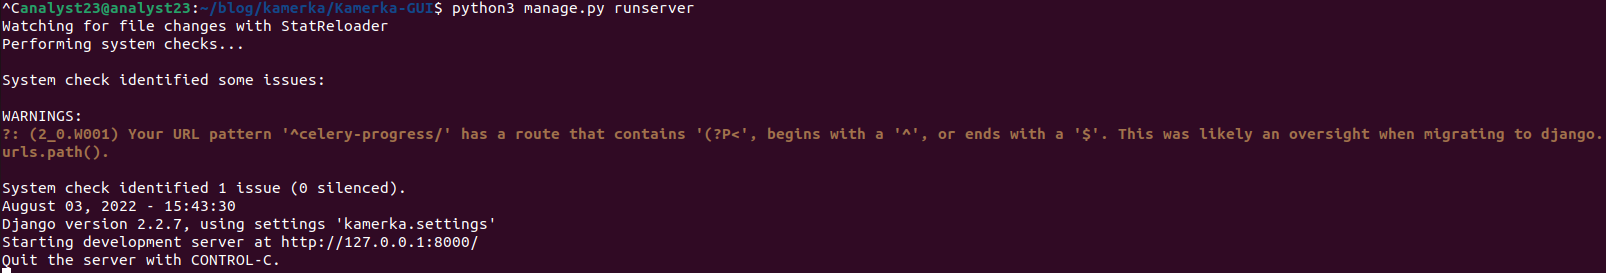 ^Canalyst23@analyst23:~/blog/kamerka/Kamerka-GUI$ python3 manage.py runserver
Watching for file changes with StatReloader
Performing system checks...
System check identified some issues:
WARNINGS:
?: (2_0.W001) Your URL pattern '^celery-progress/' has a route that contains '(?P<', begins with a '^', or ends with a '$'. This was likely an oversight when migrating to django.
urls.path().
System check identified 1 issue (0 silenced).
August 03, 2022 - 15:43:30
Django version 2.2.7, using settings 'kamerka.settings'
Starting development server at http://127.0.0.1:8000/
Quit the server with CONTROL-C.